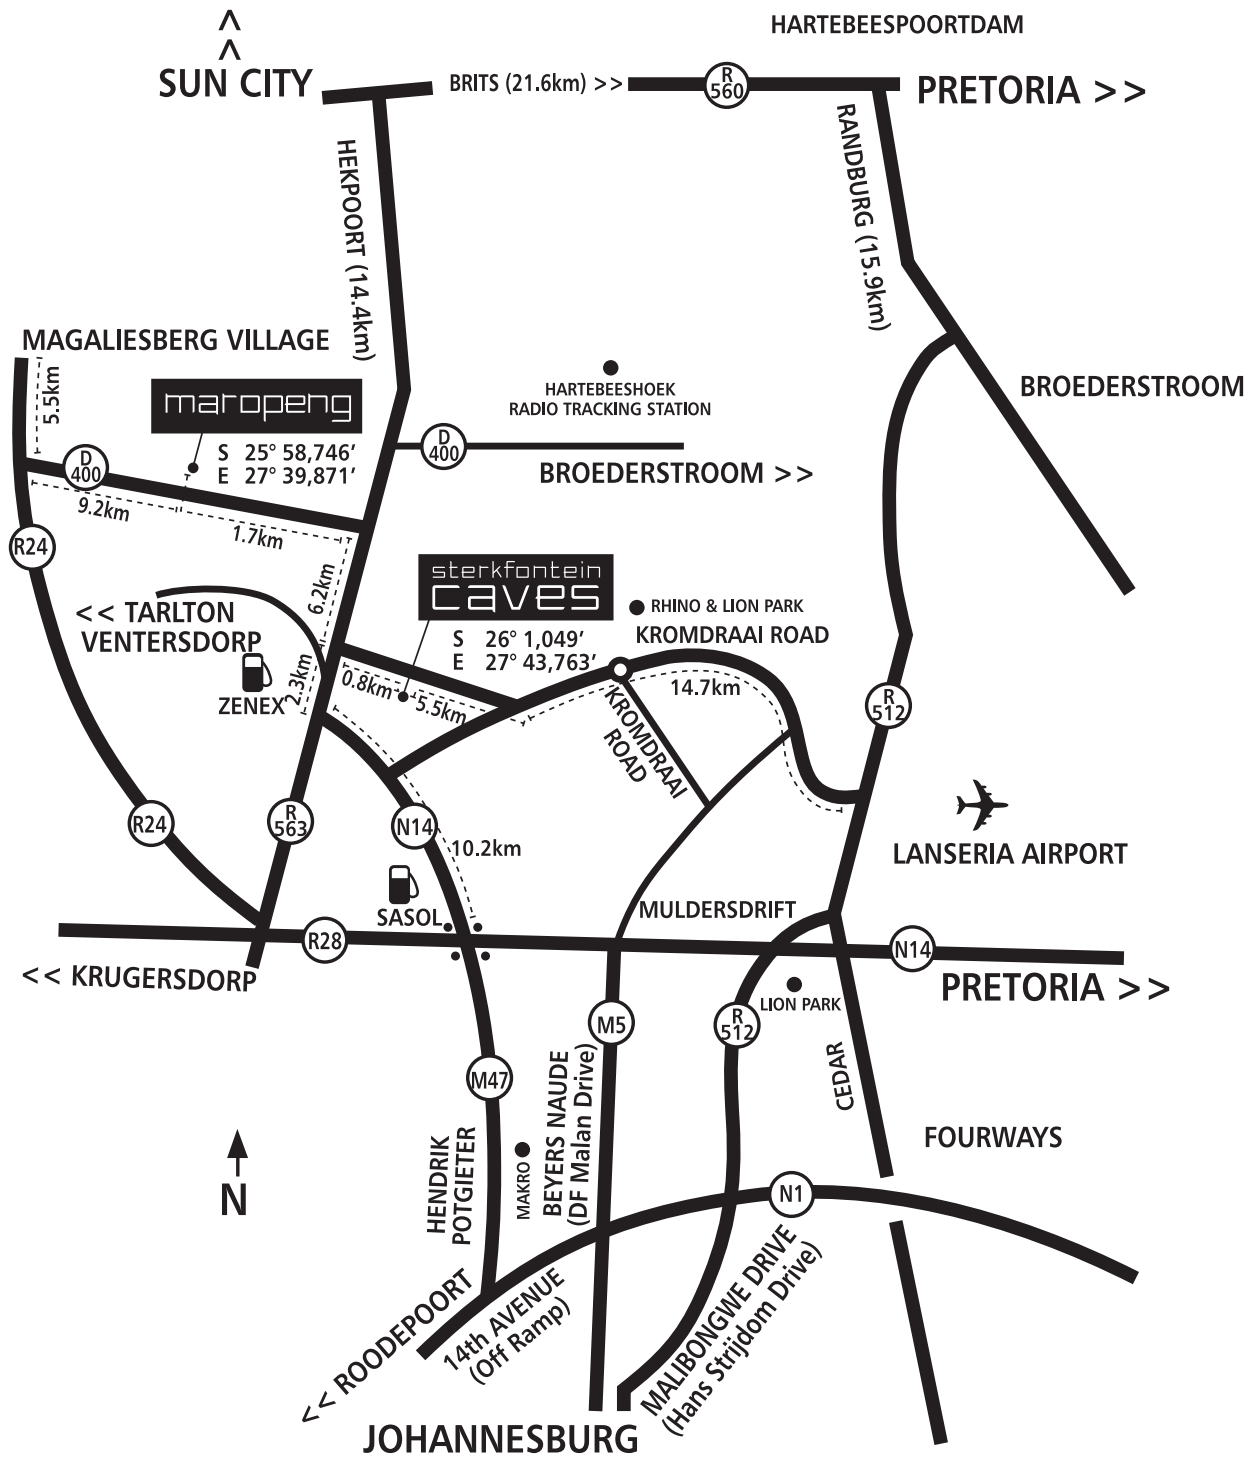 ^
^
HARTEBEESPOORTDAM
SUN CITY
BRITS (21.6km) >>
R
560
PRETORIA >>
HEKPOORT (14.4km)
RANDBURG (15.9km)
MAGALIESBERG VILLAGE
5.5km
maropeng
S 25° 58,746’
E 27° 39,871’
HARTEBEESHOEK
RADIO TRACKING STATION
BROEDERSTROOM
D
400
D
400
BROEDERSTROOM >>
9.2km
1.7km
R24
6.2km
sterkfontein
caves
S 26° 1,049’
E 27° 43,763’
RHINO & LION PARK
KROMDRAAI ROAD
<< TARLTON
VENTERSDORP
ZENEX
2.3km
0.8km
5.5km
14.7km
KROMDRAAI
ROAD
R
512
R24
R
563
N14
10.2km
LANSERIA AIRPORT
SASOL
MULDERSDRIFT
R28
N14
<< KRUGERSDORP
PRETORIA >>
LION PARK
M5
R
512
CEDAR
M47
HENDRIK
POTGIETER
MAKRO
BEYERS NAUDE
(DF Malan Drive)
FOURWAYS
N
N1
<< ROODEPOORT
14th AVENUE
(Off Ramp)
MALIBONGWE DRIVE
(Hans Strijdom Drive)
JOHANNESBURG